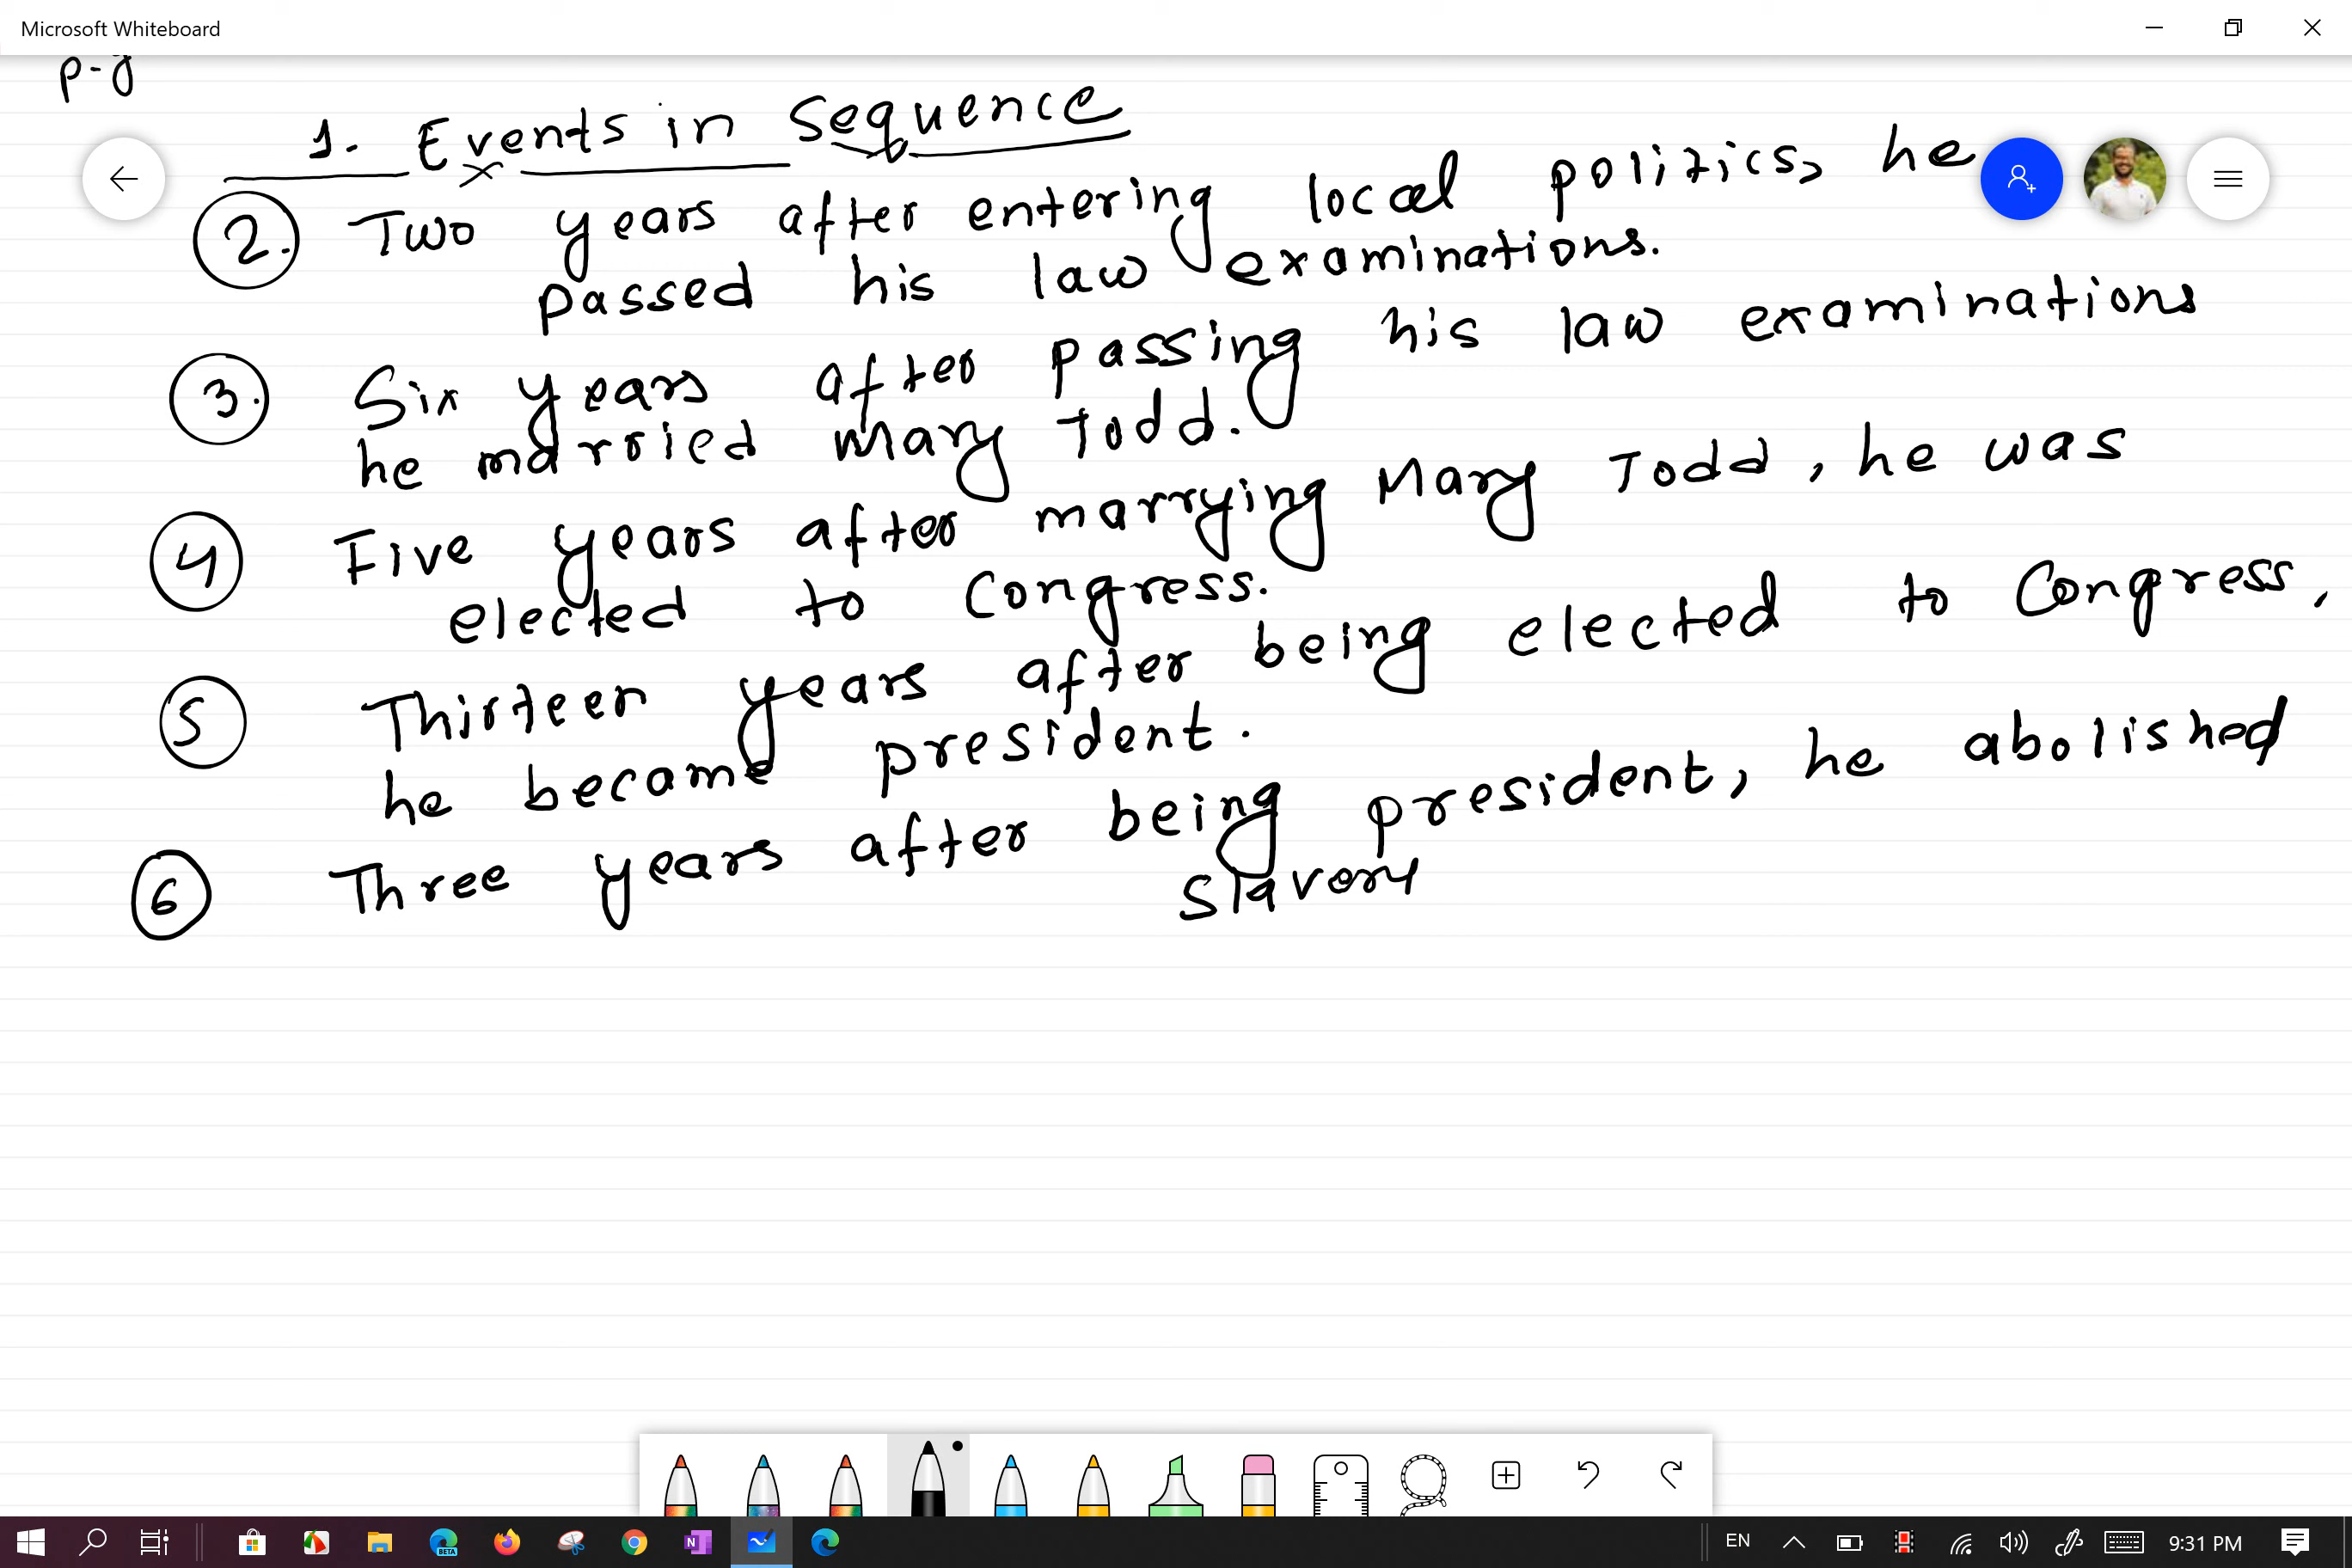 Microsoft Whiteboard
1. Events in Sequence
2. Two years after entering local politics, he
passed his law examinations.
3. Six years after passing his law examinations
he married Mary Todd.
4 Five years after marrying Mary Todd, he was
elected to Congress.
5 Thirteen years after being elected to Congress,
he became president.
6 Three years after being president, he abolished
slavery
BETA
N
EN
9:31 PM